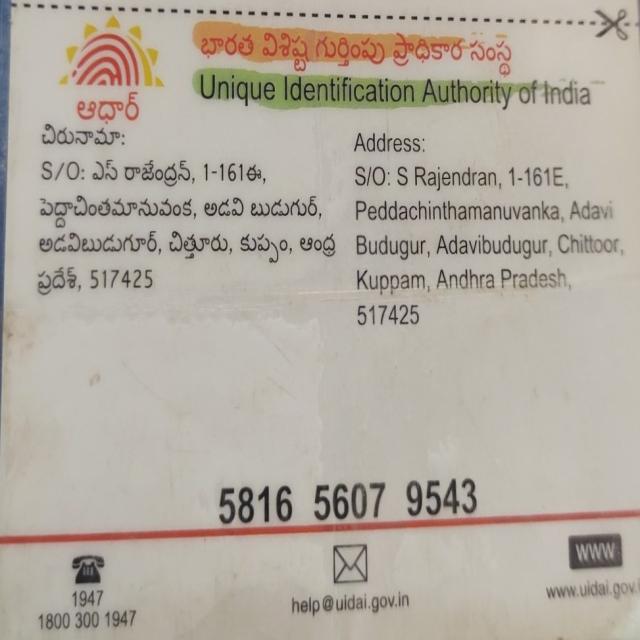 భారత విశిష్ట గుర్తింపు ప్రాధికార సంస్థ
Unique Identification Authority of India
ఆధార్
చిరునామా:
S/O: ఎస్ రాజేంద్రన్, 1-161ఈ,
పెద్దాచింతమానువంక, అడవి బుడుగుర్,
అడవిబుడుగూర్, చిత్తూరు, కుప్పం, ఆంధ్ర
ప్రదేశ్, 517425
Address:
S/O: S Rajendran, 1-161E,
Peddachinthamanuvanka, Adavi
Budugur, Adavibudugur, Chittoor,
Kuppam, Andhra Pradesh,
517425
5816 5607 9543
1947
1800 300 1947
help@uidai.gov.in
www
www.uidai.gov.i